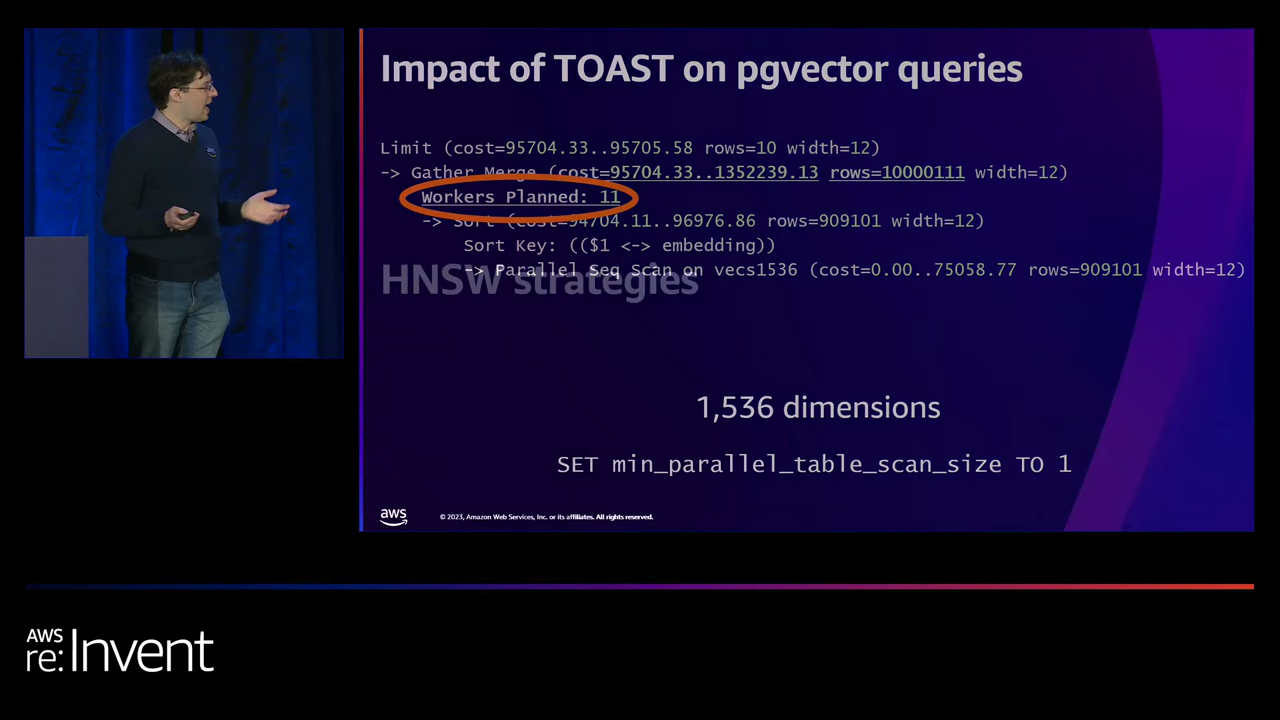 Impact of TOAST on pgvector queries
Limit (cost=95704.33..95705.58 rows=10 width=12)
-> Gather Merge (cost=95704.33..1352239.13 rows=10000111 width=12)
Workers Planned: 11
-> Sort (cost=94704.11..96976.86 rows=909101 width=12)
Sort Key: (($1 <-> embedding))
-> Parallel Seq Scan on vecs1536 (cost=0.00..75058.77 rows=909101 width=12)
HNSW strategies
1,536 dimensions
SET min_parallel_table_scan_size TO 1
aws
© 2023, Amazon Web Services, Inc. or its affiliates. All rights reserved.
AWS
re:Invent